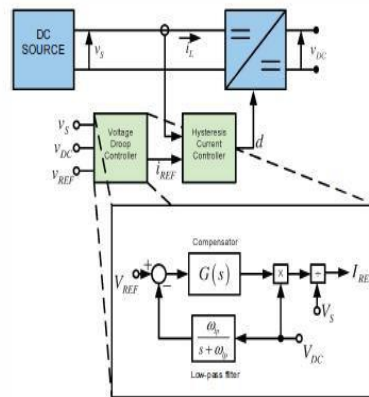 DC
SOURCE
v_S
i_L
v_DC
v_S
v_DC
v_REF
Voltage
Droop
Controller
i_REF
Hysteresis
Current
Controller
d
Compensator
V_REF
+
−
G(s)
×
÷
I_RE
V_S
ω_lp
s + ω_lp
V_DC
Low-pass filter